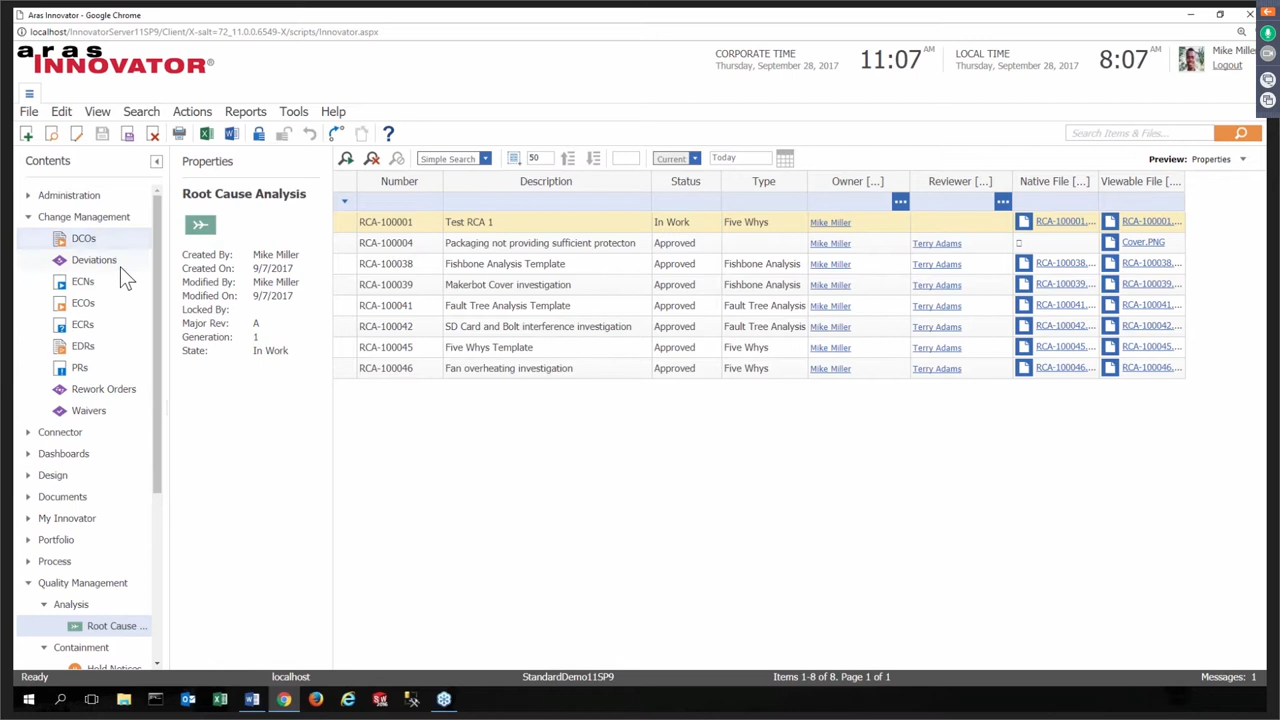 Aras Innovator - Google Chrome
localhost/InnovatorServer11SP9/Client/X-salt=72_11.0.0.6549-X/scripts/Innovator.aspx
aras
INNOVATOR®
CORPORATE TIME
Thursday, September 28, 2017
11:07 AM
LOCAL TIME
Thursday, September 28, 2017
8:07 AM
Mike Miller
Logout
File Edit View Search Actions Reports Tools Help
Search Items & Files...
Contents
Administration
Change Management
DCOs
Deviations
ECNs
ECOs
ECRs
EDRs
PRs
Rework Orders
Waivers
Connector
Dashboards
Design
Documents
My Innovator
Portfolio
Process
Quality Management
Analysis
Root Cause ...
Containment
Hold Notices
Properties
Root Cause Analysis
Created By: Mike Miller
Created On: 9/7/2017
Modified By: Mike Miller
Modified On: 9/7/2017
Locked By:
Major Rev: A
Generation: 1
State: In Work
Simple Search 50 Current Today Preview: Properties
Number Description Status Type Owner [...] Reviewer [...] Native File [...] Viewable File [....
RCA-100001 Test RCA 1 In Work Five Whys Mike Miller RCA-100001.... RCA-100001....
RCA-100004 Packaging not providing sufficient protecton Approved Mike Miller Terry Adams Cover.PNG
RCA-100038 Fishbone Analysis Template Approved Fishbone Analysis Mike Miller Terry Adams RCA-100038.... RCA-100038....
RCA-100039 Makerbot Cover investigation Approved Fishbone Analysis Mike Miller Terry Adams RCA-100039.... RCA-100039....
RCA-100041 Fault Tree Analysis Template Approved Fault Tree Analysis Mike Miller Terry Adams RCA-100041.... RCA-100041....
RCA-100042 SD Card and Bolt interference investigation Approved Fault Tree Analysis Mike Miller Terry Adams RCA-100042.... RCA-100042....
RCA-100045 Five Whys Template Approved Five Whys Mike Miller Terry Adams RCA-100045.... RCA-100045....
RCA-100046 Fan overheating investigation Approved Five Whys Mike Miller Terry Adams RCA-100046.... RCA-100046....
Ready localhost StandardDemo11SP9 Items 1-8 of 8. Page 1 of 1 Messages: 1